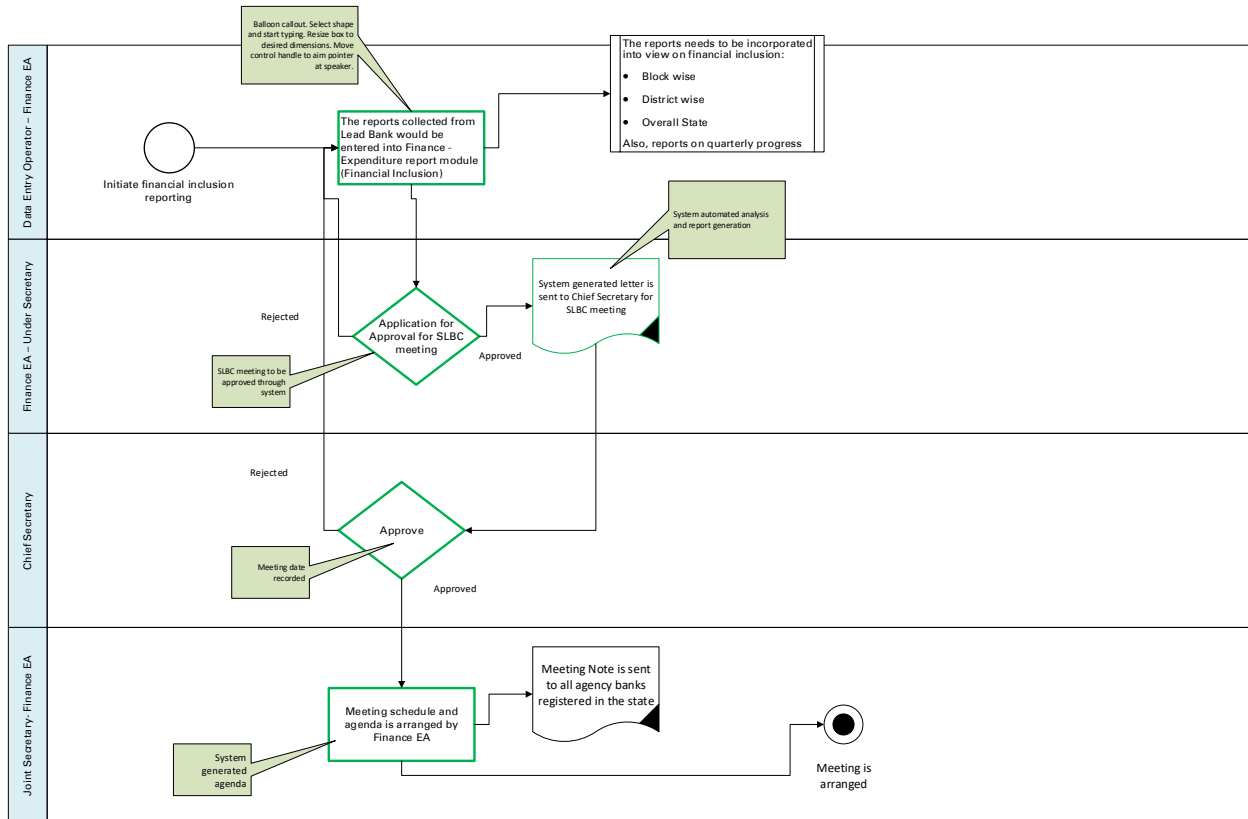 Data Entry Operator – Finance EA
Balloon callout. Select shape
and start typing. Resize box to
desired dimensions. Move
control handle to aim pointer
at speaker.
The reports needs to be incorporated
into view on financial inclusion:
• Block wise
• District wise
• Overall State
Also, reports on quarterly progress
The reports collected from
Lead Bank would be
entered into Finance -
Expenditure report module
(Financial Inclusion)
Initiate financial inclusion
reporting
System automated analysis
and report generation
Finance EA – Under Secretary
System generated letter is
sent to Chief Secretary for
SLBC meeting
Rejected
Application for
Approval for SLBC
meeting
Approved
SLBC meeting to be
approved through
system
Chief Secretary
Rejected
Approve
Meeting date
recorded
Approved
Joint Secretary- Finance EA
Meeting Note is sent
to all agency banks
registered in the state
Meeting schedule and
agenda is arranged by
Finance EA
System
generated
agenda
Meeting is
arranged